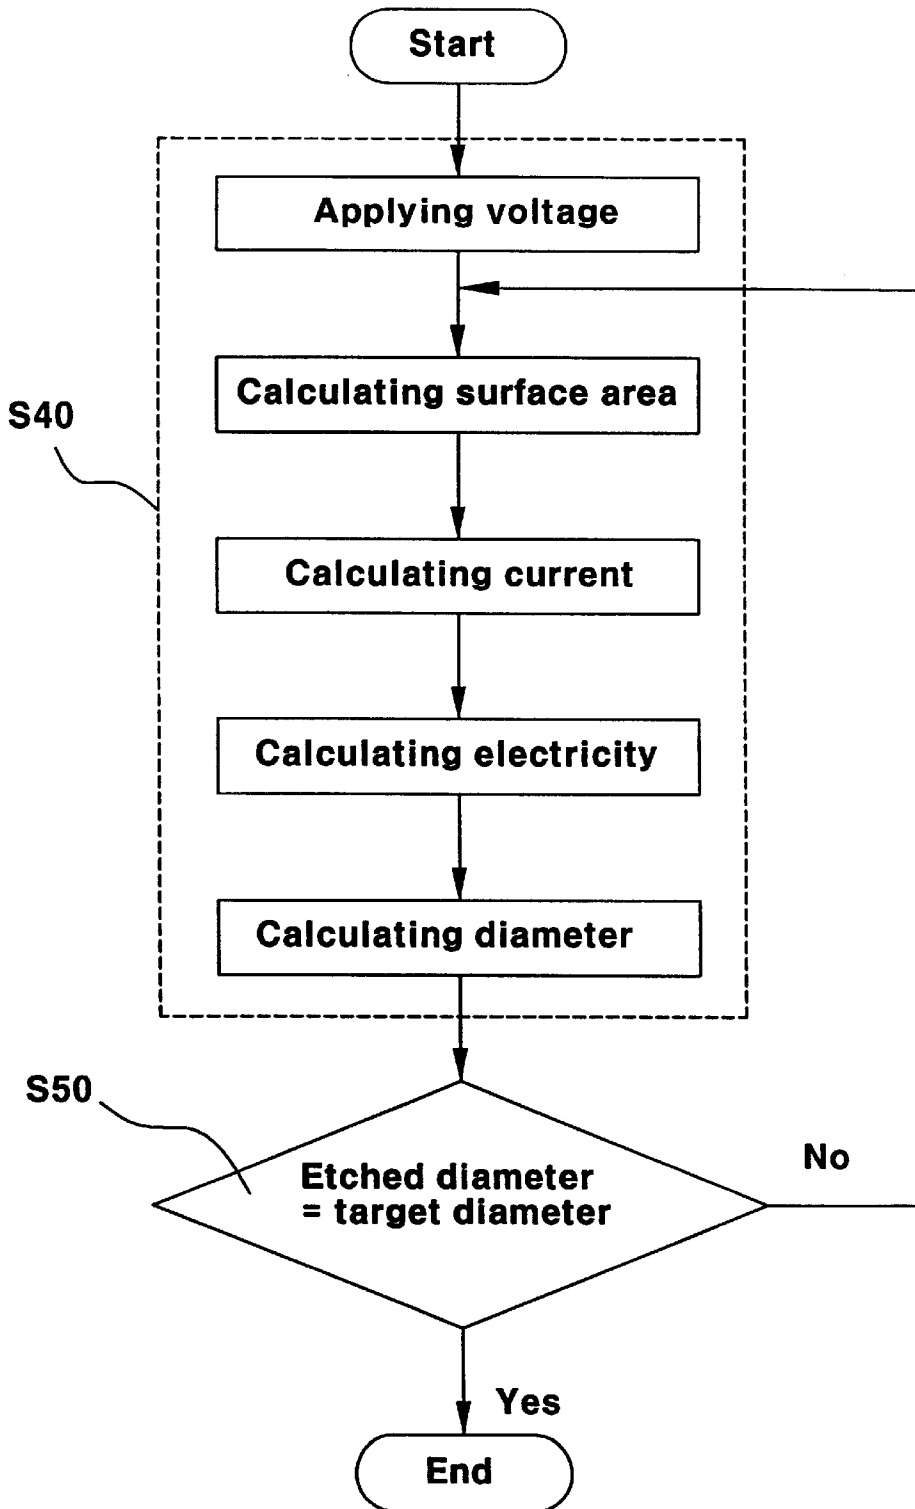 Start
Applying voltage
Calculating surface area
S40
Calculating current
Calculating electricity
Calculating diameter
S50
No
Etched diameter
= target diameter
Yes
End